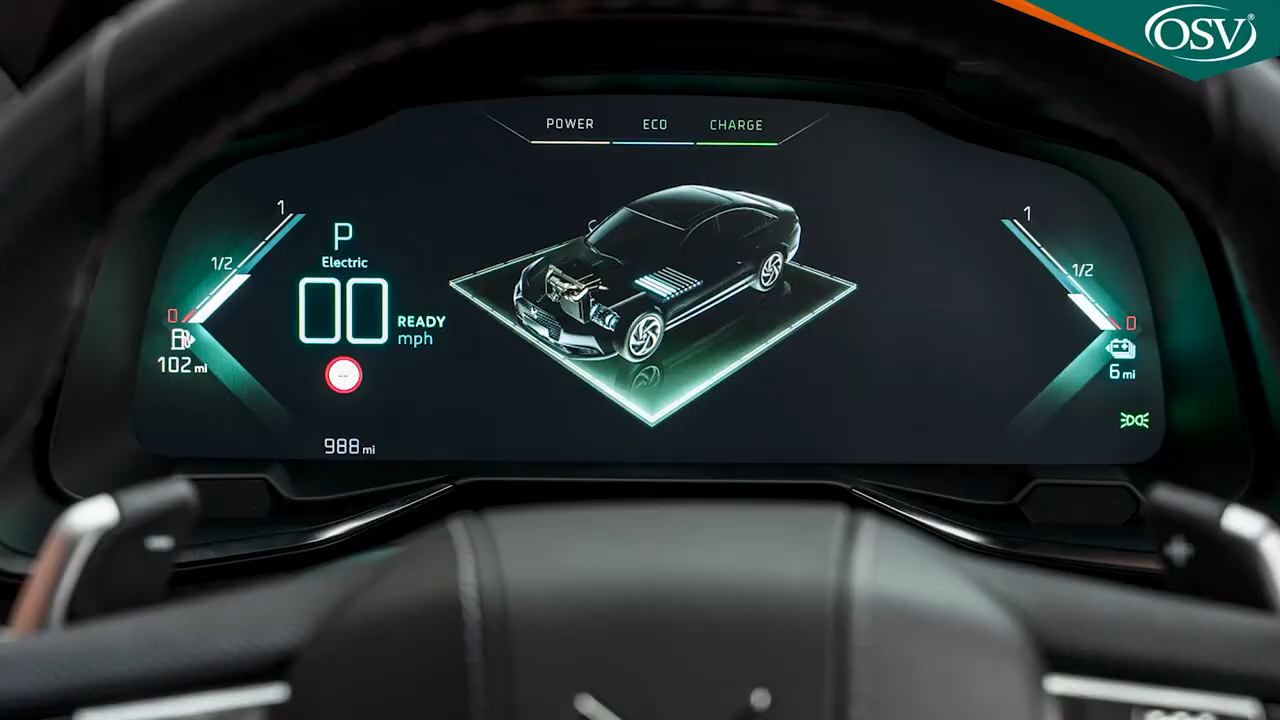 OSV®
POWER ECO CHARGE
1
1/2
0
102 mi
P
Electric
00
READY
mph
--
988 mi
1
1/2
0
6 mi